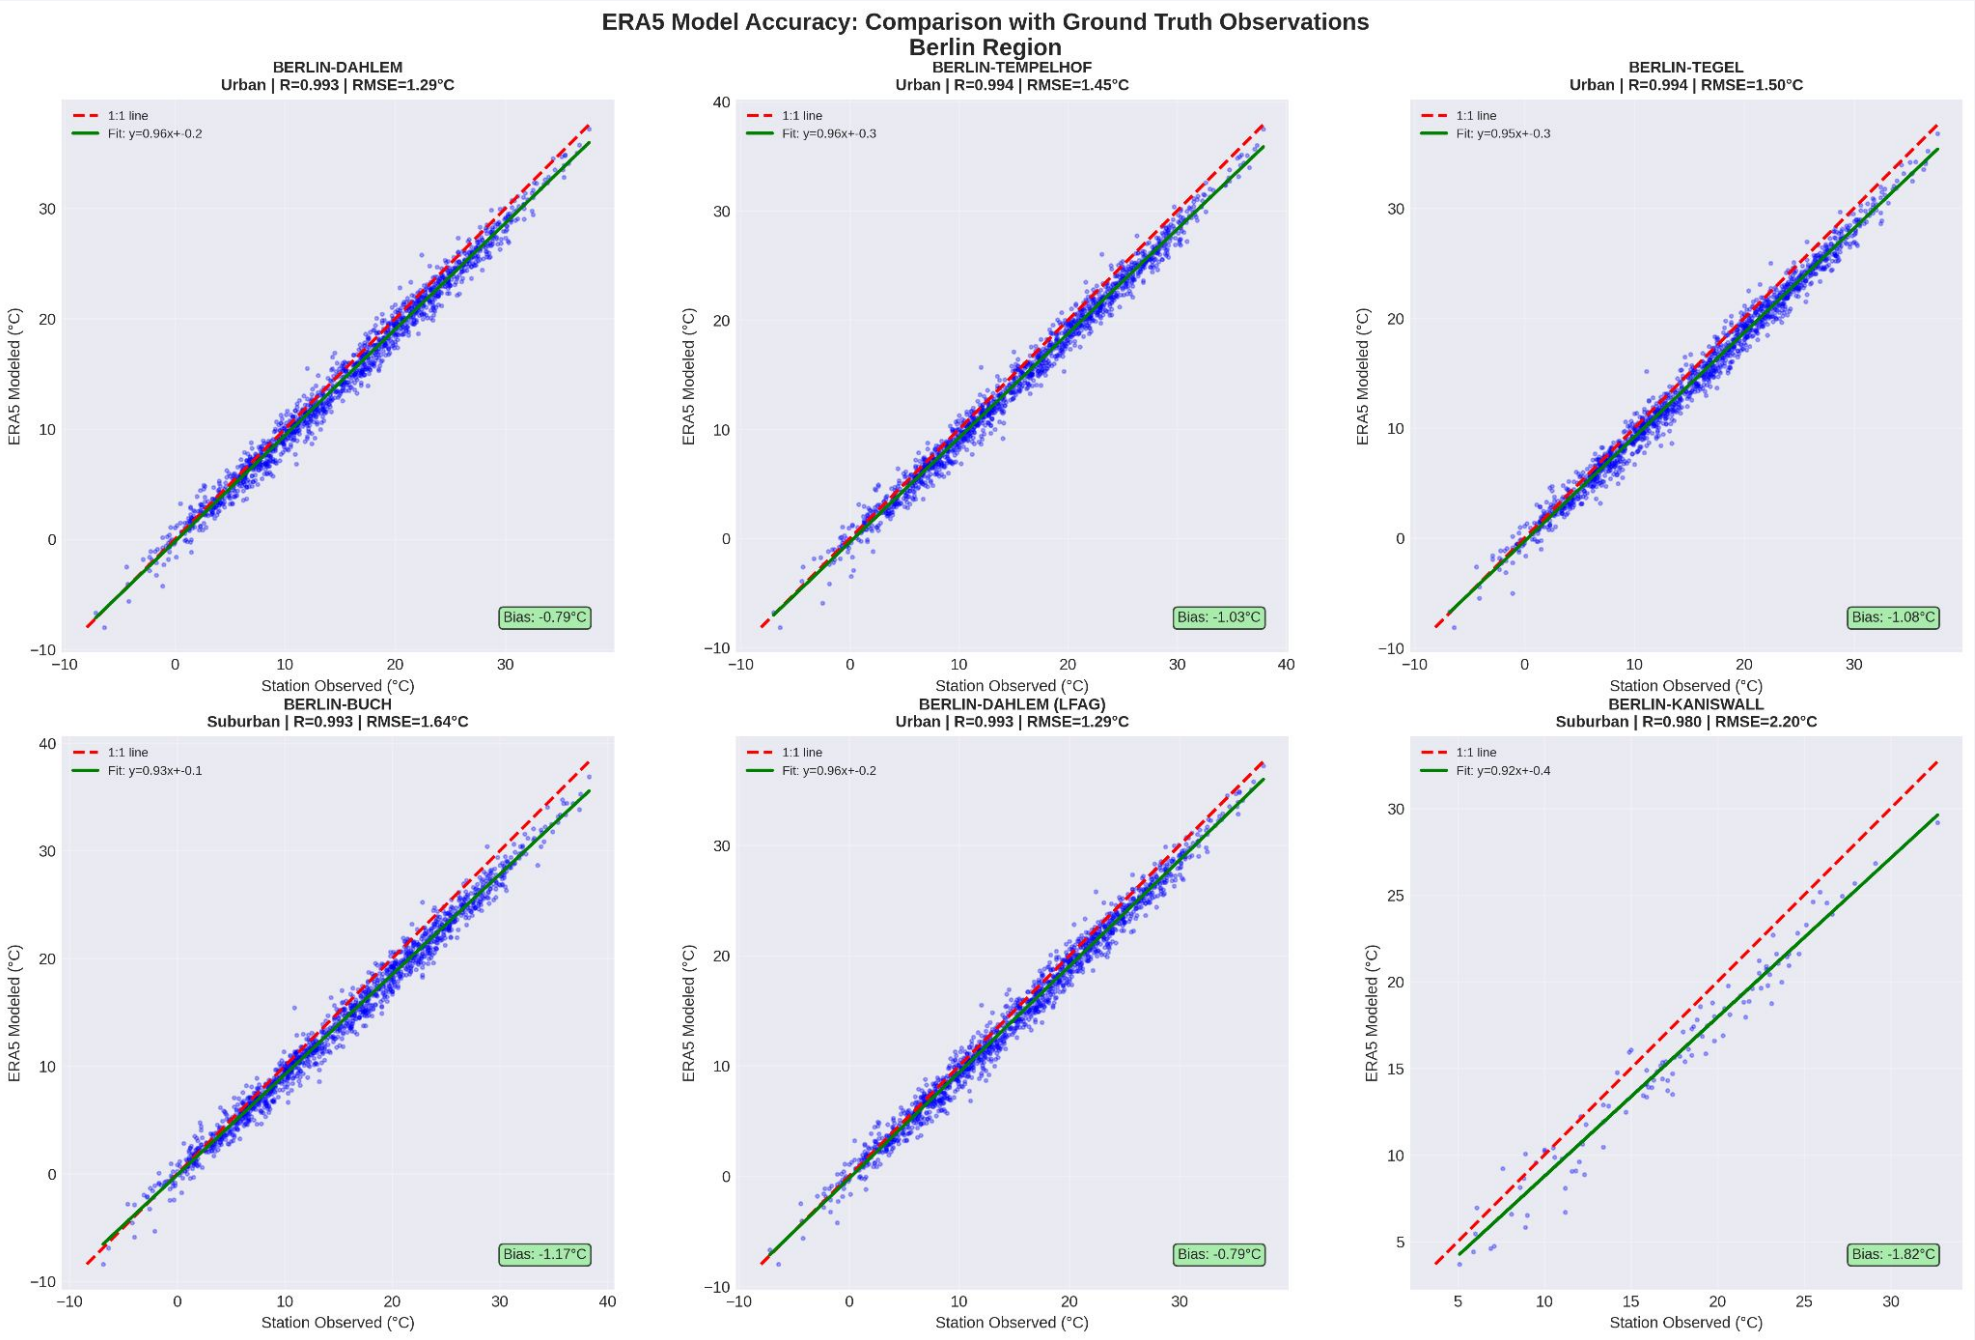 ERA5 Model Accuracy: Comparison with Ground Truth Observations
Berlin Region
BERLIN-DAHLEM
Urban | R=0.993 | RMSE=1.29°C
1:1 line
Fit: y=0.96x+-0.2
ERA5 Modeled (°C)
30
20
10
0
−10
Bias: -0.79°C
−10 0 10 20 30
Station Observed (°C)
BERLIN-TEMPELHOF
Urban | R=0.994 | RMSE=1.45°C
1:1 line
Fit: y=0.96x+-0.3
ERA5 Modeled (°C)
40
30
20
10
0
−10
Bias: -1.03°C
−10 0 10 20 30 40
Station Observed (°C)
BERLIN-TEGEL
Urban | R=0.994 | RMSE=1.50°C
1:1 line
Fit: y=0.95x+-0.3
ERA5 Modeled (°C)
30
20
10
0
−10
Bias: -1.08°C
−10 0 10 20 30
Station Observed (°C)
BERLIN-BUCH
Suburban | R=0.993 | RMSE=1.64°C
1:1 line
Fit: y=0.93x+-0.1
ERA5 Modeled (°C)
40
30
20
10
0
−10
Bias: -1.17°C
−10 0 10 20 30 40
Station Observed (°C)
BERLIN-DAHLEM (LFAG)
Urban | R=0.993 | RMSE=1.29°C
1:1 line
Fit: y=0.96x+-0.2
ERA5 Modeled (°C)
30
20
10
0
−10
Bias: -0.79°C
−10 0 10 20 30
Station Observed (°C)
BERLIN-KANISWALL
Suburban | R=0.980 | RMSE=2.20°C
1:1 line
Fit: y=0.92x+-0.4
ERA5 Modeled (°C)
30
25
20
15
10
5
Bias: -1.82°C
5 10 15 20 25 30
Station Observed (°C)